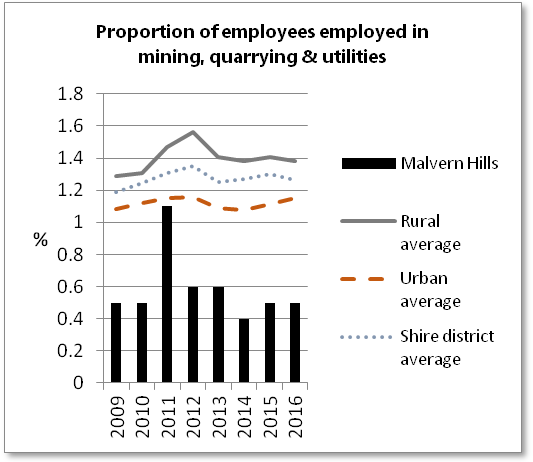 Proportion of employees employed in
mining, quarrying & utilities
1.8
1.6
1.4
1.2
1
0.8
0.6
0.4
0.2
0
%
2009
2010
2011
2012
2013
2014
2015
2016
Malvern Hills
Rural
average
Urban
average
Shire district
average